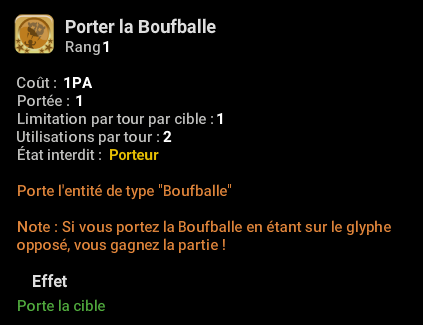 Porter la Boufballe
Rang 1
Coût : 1PA
Portée : 1
Limitation par tour par cible : 1
Utilisations par tour : 2
État interdit : Porteur
Porte l'entité de type "Boufballe"
Note : Si vous portez la Boufballe en étant sur le glyphe
opposé, vous gagnez la partie !
Effet
Porte la cible